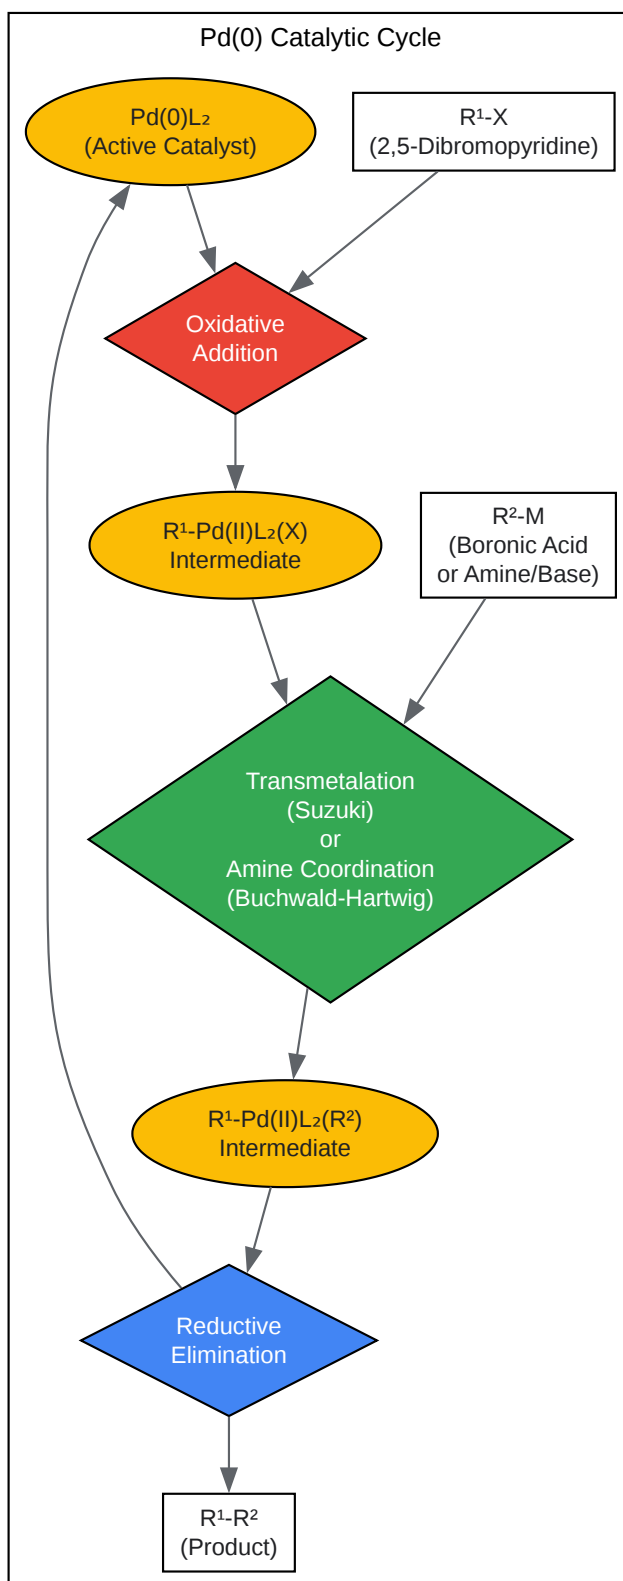 Pd(0) Catalytic Cycle
Pd(0)L₂
(Active Catalyst)
R¹-X
(2,5-Dibromopyridine)
Oxidative
Addition
R¹-Pd(II)L₂(X)
Intermediate
R²-M
(Boronic Acid
or Amine/Base)
Transmetalation
(Suzuki)
or
Amine Coordination
(Buchwald-Hartwig)
R¹-Pd(II)L₂(R²)
Intermediate
Reductive
Elimination
R¹-R²
(Product)